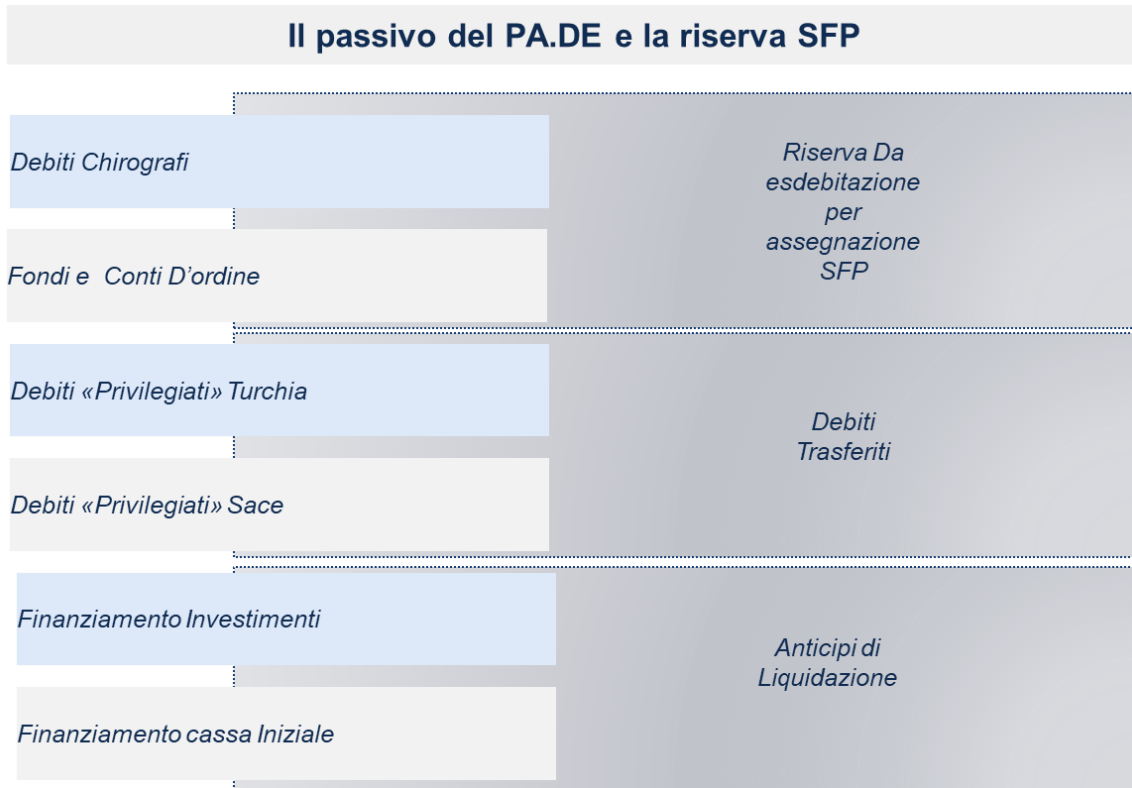 Il passivo del PA.DE e la riserva SFP
Debiti Chirografi
Fondi e Conti D'ordine
Riserva Da
esdebitazione
per
assegnazione
SFP
Debiti «Privilegiati» Turchia
Debiti «Privilegiati» Sace
Debiti
Trasferiti
Finanziamento Investimenti
Finanziamento cassa Iniziale
Anticipi di
Liquidazione